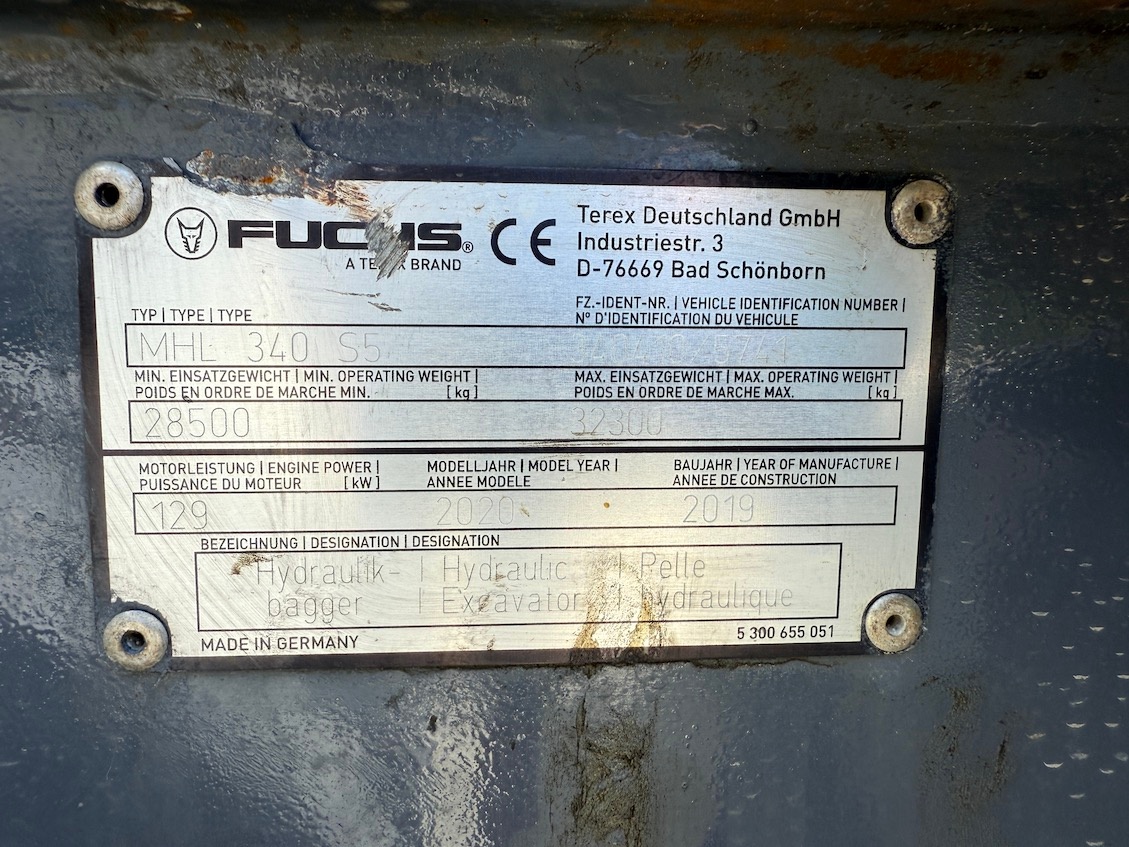 FUCHS®
A TEREX BRAND
CE
Terex Deutschland GmbH
Industriestr. 3
D-76669 Bad Schönborn
TYP | TYPE | TYPE
FZ.-IDENT-NR. | VEHICLE IDENTIFICATION NUMBER |
N° D'IDENTIFICATION DU VEHICULE
MHL 340 S5
MIN. EINSATZGEWICHT | MIN. OPERATING WEIGHT |
POIDS EN ORDRE DE MARCHE MIN. [kg]
MAX. EINSATZGEWICHT | MAX. OPERATING WEIGHT |
POIDS EN ORDRE DE MARCHE MAX. [kg]
28500 32300
MOTORLEISTUNG | ENGINE POWER |
PUISSANCE DU MOTEUR [kW]
MODELLJAHR | MODEL YEAR |
ANNEE MODELE
BAUJAHR | YEAR OF MANUFACTURE |
ANNEE DE CONSTRUCTION
129 2020 2019
BEZEICHNUNG | DESIGNATION | DESIGNATION
Hydraulik- | Hydraulic | Pelle
bagger | Excavator | hydraulique
MADE IN GERMANY
5 300 655 051